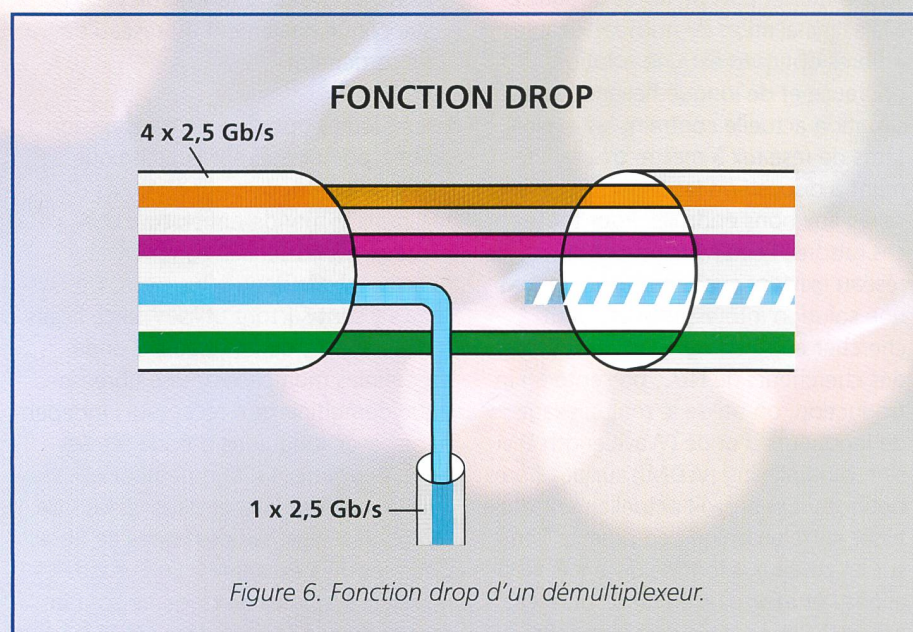 FONCTION DROP
4 x 2,5 Gb/s
1 x 2,5 Gb/s
Figure 6. Fonction drop d'un démultiplexeur.